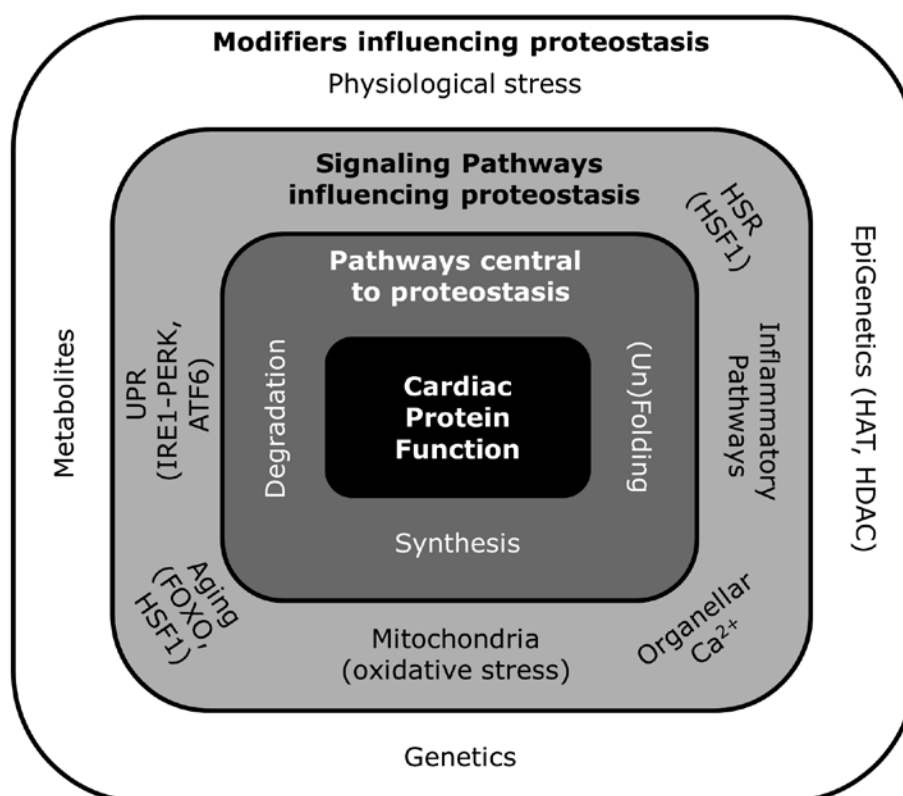 Modifiers influencing proteostasis
Physiological stress
Signaling Pathways
influencing proteostasis
HSR
(HSF1)
Pathways central
to proteostasis
Metabolites
UPR
(IRE1-PERK,
ATF6)
Degradation
Cardiac
Protein
Function
(Un)Folding
Inflammatory
Pathways
EpiGenetics (HAT, HDAC)
Synthesis
Aging
(FOXO,
HSF1)
Mitochondria
(oxidative stress)
Organellar
Ca²⁺
Genetics